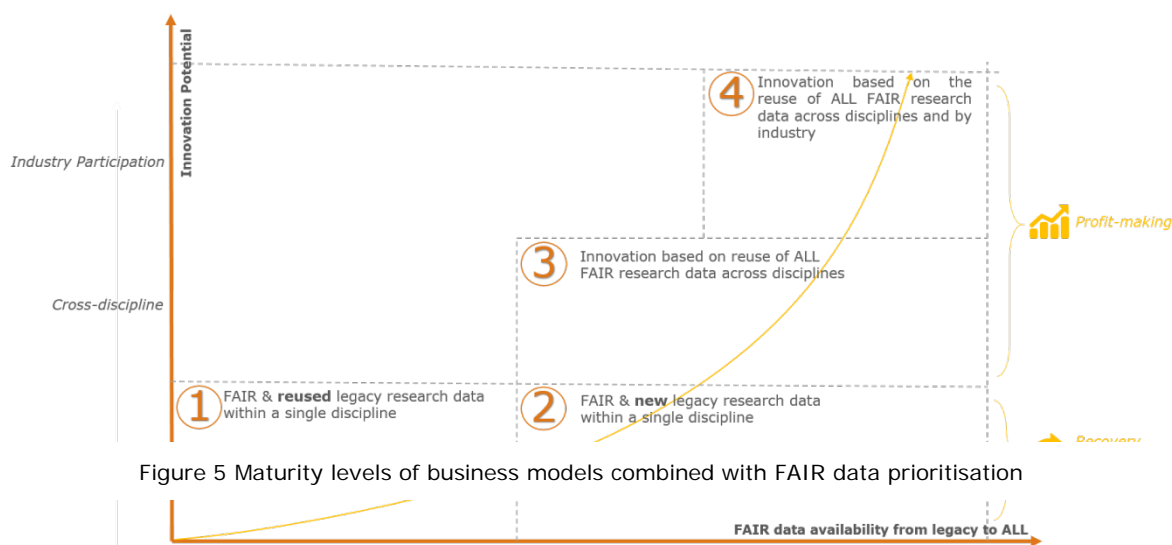 Innovation Potential
4
Innovation based on the
reuse of ALL FAIR research
data across disciplines and by
industry
Industry Participation
Profit-making
3
Innovation based on reuse of ALL
FAIR research data across disciplines
Cross-discipline
1
FAIR & reused legacy research data
within a single discipline
2
FAIR & new legacy research data
within a single discipline
Recovery
Figure 5 Maturity levels of business models combined with FAIR data prioritisation
FAIR data availability from legacy to ALL